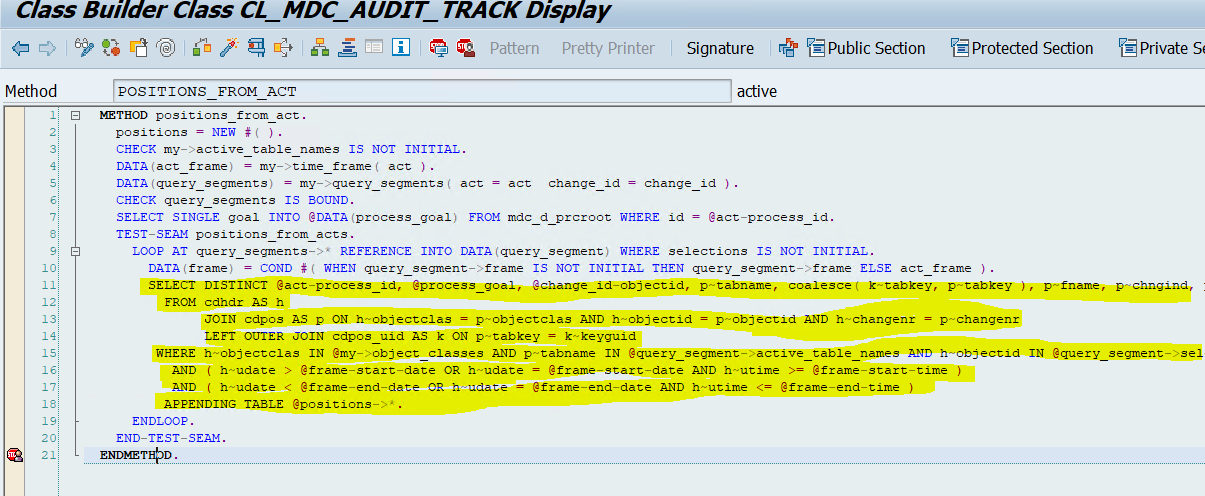 Class Builder Class CL_MDC_AUDIT_TRACK Display
Pattern Pretty Printer Signature Public Section Protected Section Private Se
Method POSITIONS_FROM_ACT active
1 METHOD positions_from_act.
2 positions = NEW #( ).
3 CHECK my->active_table_names IS NOT INITIAL.
4 DATA(act_frame) = my->time_frame( act ).
5 DATA(query_segments) = my->query_segments( act = act change_id = change_id ).
6 CHECK query_segments IS BOUND.
7 SELECT SINGLE goal INTO @DATA(process_goal) FROM mdc_d_prcroot WHERE id = @act-process_id.
8 TEST-SEAM positions_from_acts.
9 LOOP AT query_segments->* REFERENCE INTO DATA(query_segment) WHERE selections IS NOT INITIAL.
10 DATA(frame) = COND #( WHEN query_segment->frame IS NOT INITIAL THEN query_segment->frame ELSE act_frame ).
11 SELECT DISTINCT @act-process_id, @process_goal, @change_id-objectid, p~tabname, coalesce( k~tabkey, p~tabkey ), p~fname, p~chngind,
12 FROM cdhdr AS h
13 JOIN cdpos AS p ON h~objectclas = p~objectclas AND h~objectid = p~objectid AND h~changenr = p~changenr
14 LEFT OUTER JOIN cdpos_uid AS k ON p~tabkey = k~keyguid
15 WHERE h~objectclas IN @my->object_classes AND p~tabname IN @query_segment->active_table_names AND h~objectid IN @query_segment->sel
16 AND ( h~udate > @frame-start-date OR h~udate = @frame-start-date AND h~utime >= @frame-start-time )
17 AND ( h~udate < @frame-end-date OR h~udate = @frame-end-date AND h~utime <= @frame-end-time )
18 APPENDING TABLE @positions->*.
19 ENDLOOP.
20 END-TEST-SEAM.
21 ENDMETHOD.